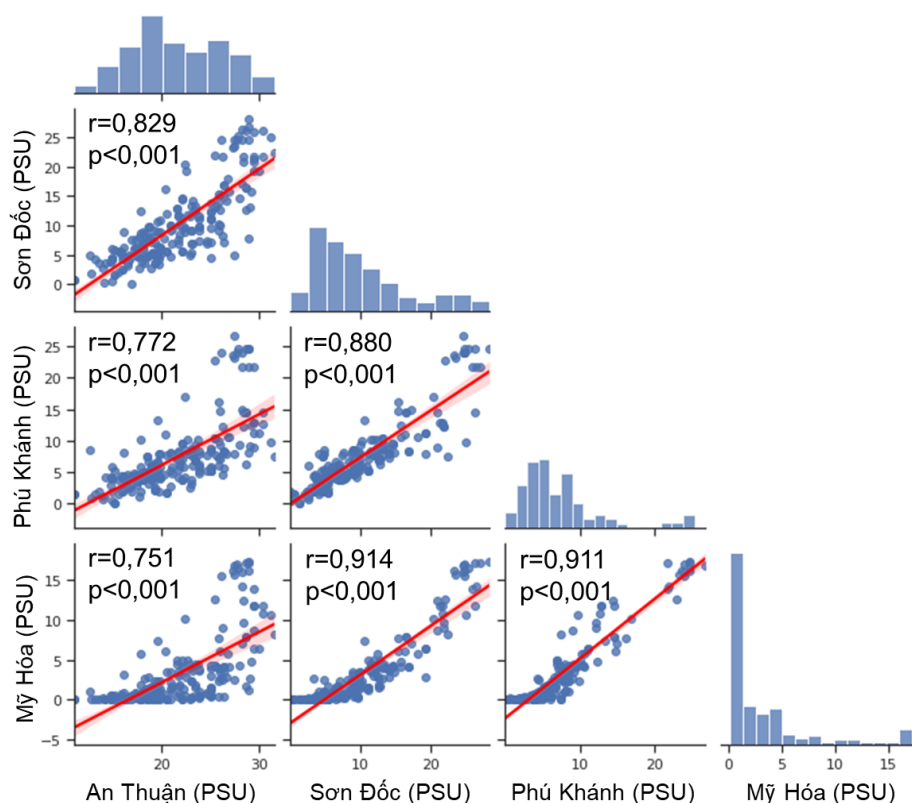 r=0,829
p<0,001
Sơn Đốc (PSU)
25
20
15
10
5
0
r=0,772
p<0,001
r=0,880
p<0,001
Phú Khánh (PSU)
25
20
15
10
5
0
r=0,751
p<0,001
r=0,914
p<0,001
r=0,911
p<0,001
Mỹ Hóa (PSU)
15
10
5
0
−5
20 30
0 10 20
10 20
0 5 10 15
An Thuận (PSU)
Sơn Đốc (PSU)
Phú Khánh (PSU)
Mỹ Hóa (PSU)